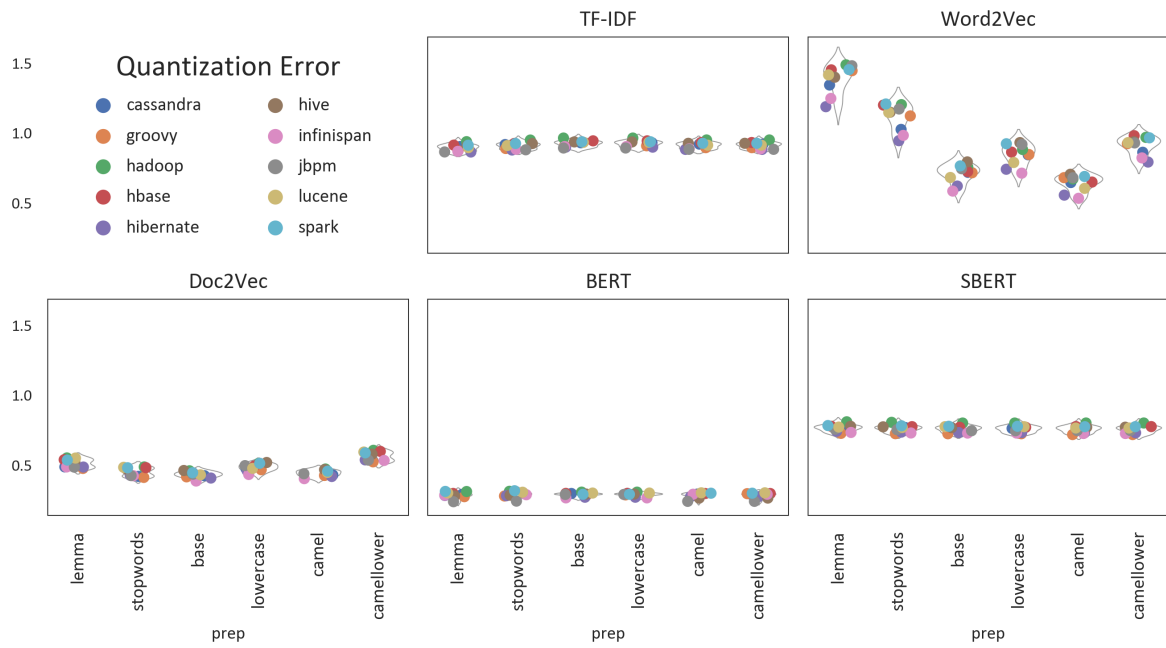 TF-IDF
Word2Vec
Quantization Error
cassandra
groovy
hadoop
hbase
hibernate
hive
infinispan
jbpm
lucene
spark
1.5
1.0
0.5
Doc2Vec
BERT
SBERT
1.5
1.0
0.5
lemma
stopwords
base
lowercase
camel
camellower
lemma
stopwords
base
lowercase
camel
camellower
lemma
stopwords
base
lowercase
camel
camellower
prep
prep
prep